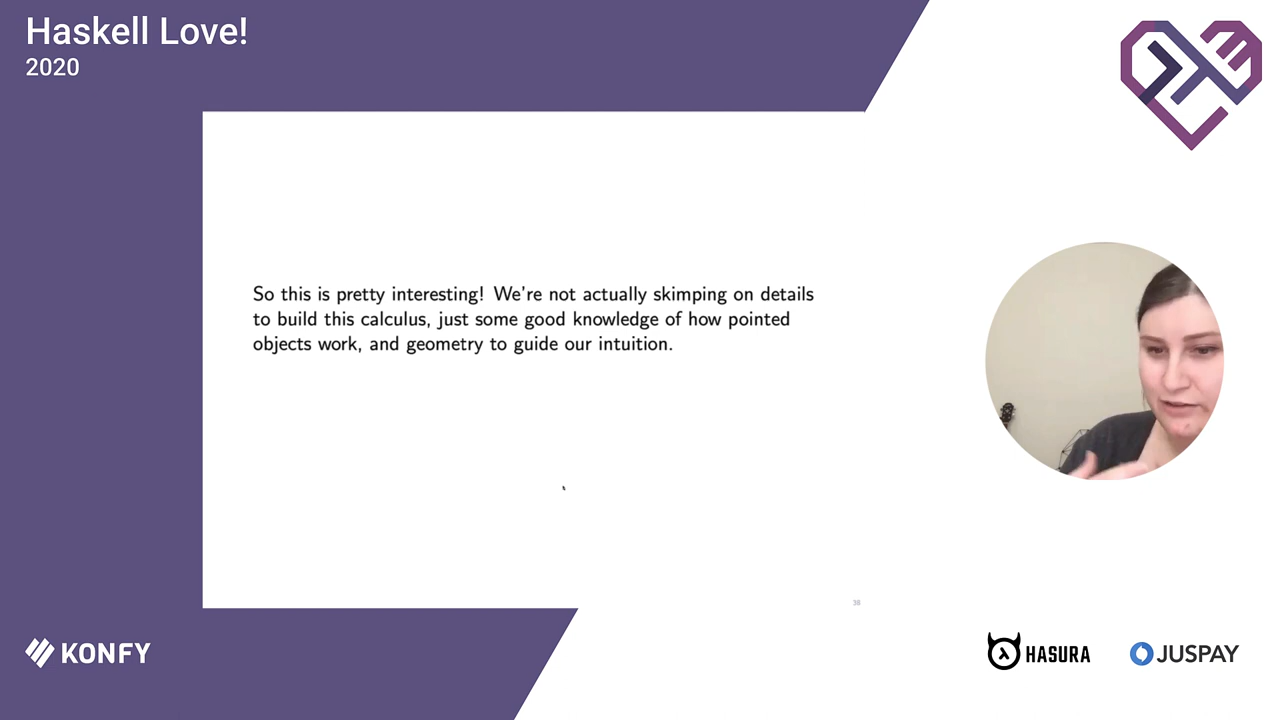 Haskell Love!
2020
So this is pretty interesting! We're not actually skimping on details
to build this calculus, just some good knowledge of how pointed
objects work, and geometry to guide our intuition.
38
KONFY
HASURA
JUSPAY